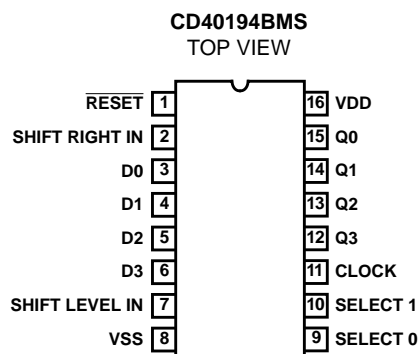 CD40194BMS
TOP VIEW
RESET 1
SHIFT RIGHT IN 2
D0 3
D1 4
D2 5
D3 6
SHIFT LEVEL IN 7
VSS 8
16 VDD
15 Q0
14 Q1
13 Q2
12 Q3
11 CLOCK
10 SELECT 1
9 SELECT 0